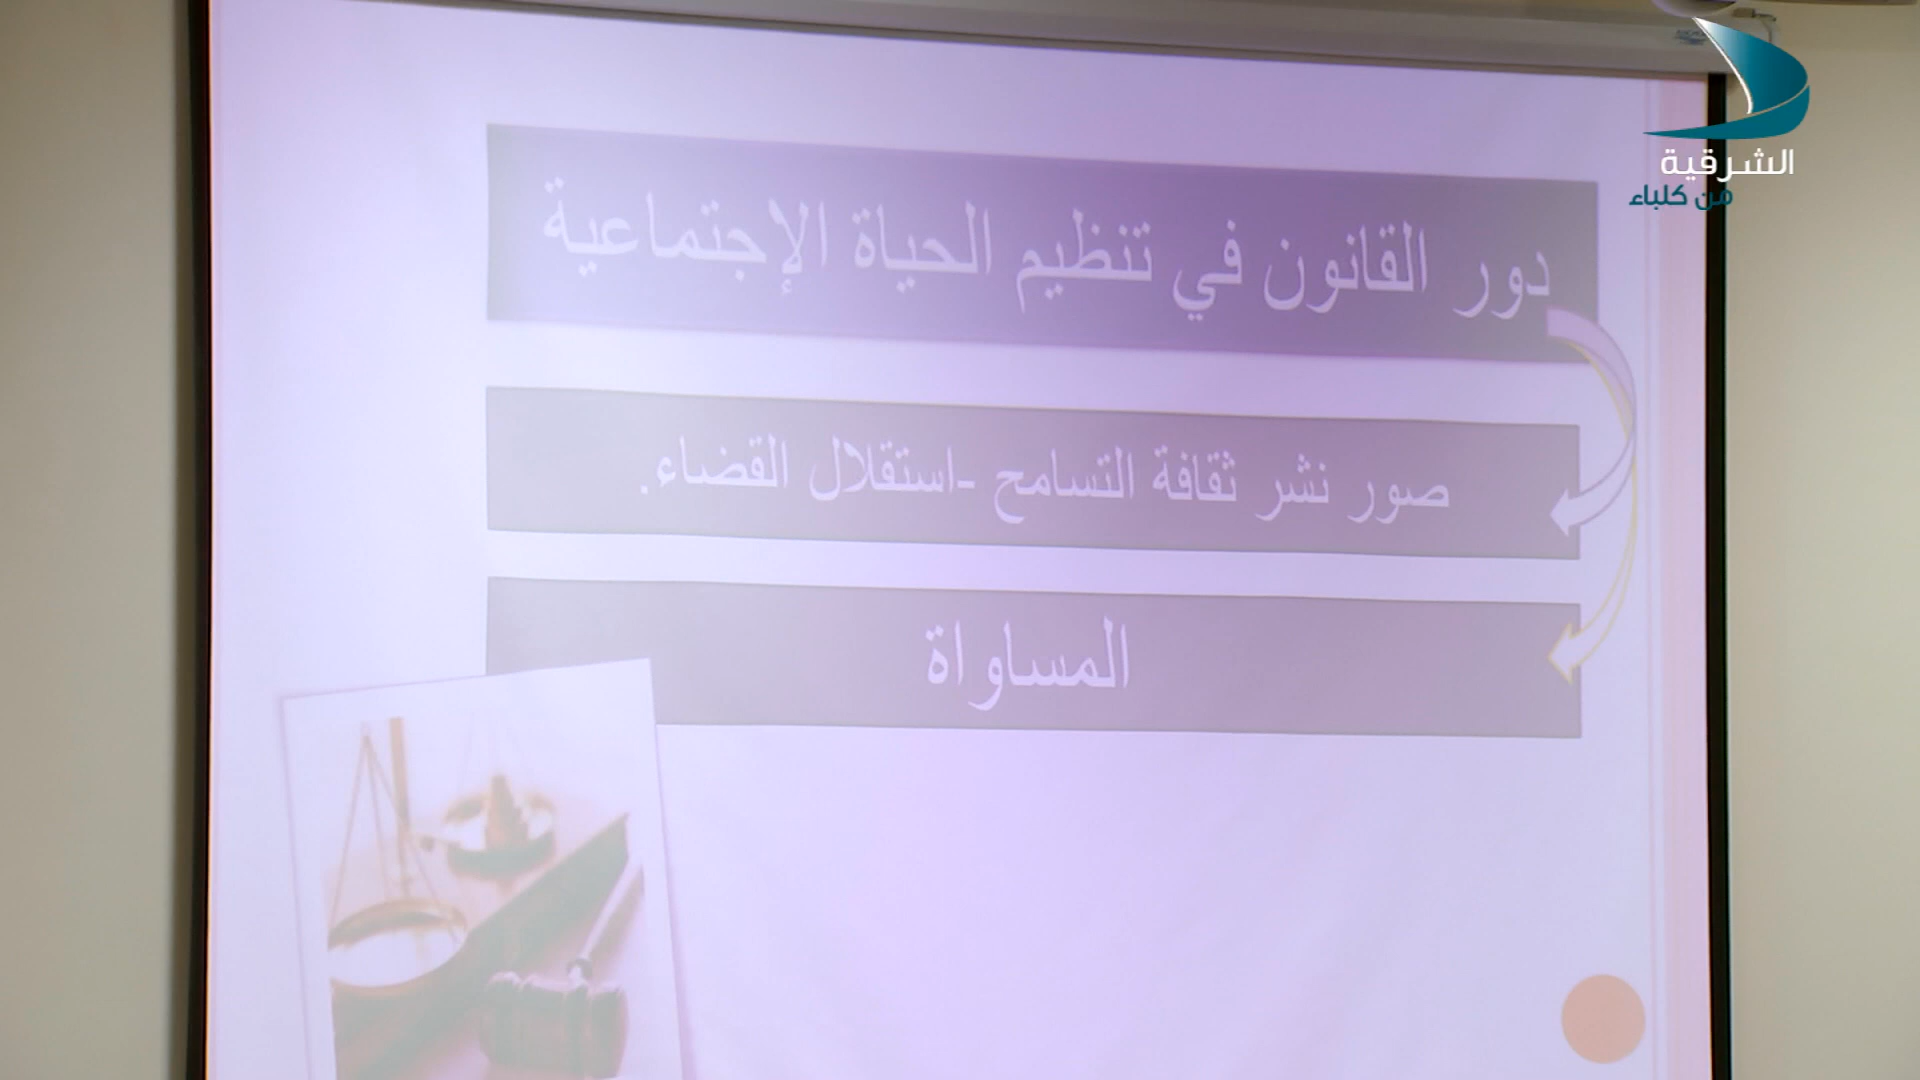 الشرقية
من كلباء
دور القانون في تنظيم الحياة الإجتماعية
صور نشر ثقافة التسامح -استقلال القضاء.
المساواة